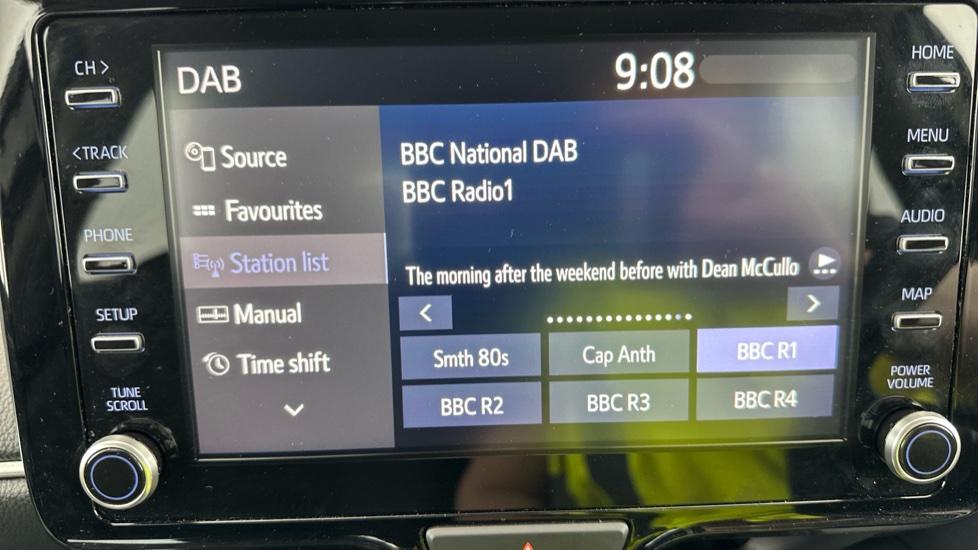 CH >
< TRACK
PHONE
SETUP
TUNE
SCROLL
DAB
9:08
Source
Favourites
Station list
Manual
Time shift
BBC National DAB
BBC Radio1
The morning after the weekend before with Dean McCullo
< >
Smth 80s Cap Anth BBC R1
BBC R2 BBC R3 BBC R4
HOME
MENU
AUDIO
MAP
POWER
VOLUME